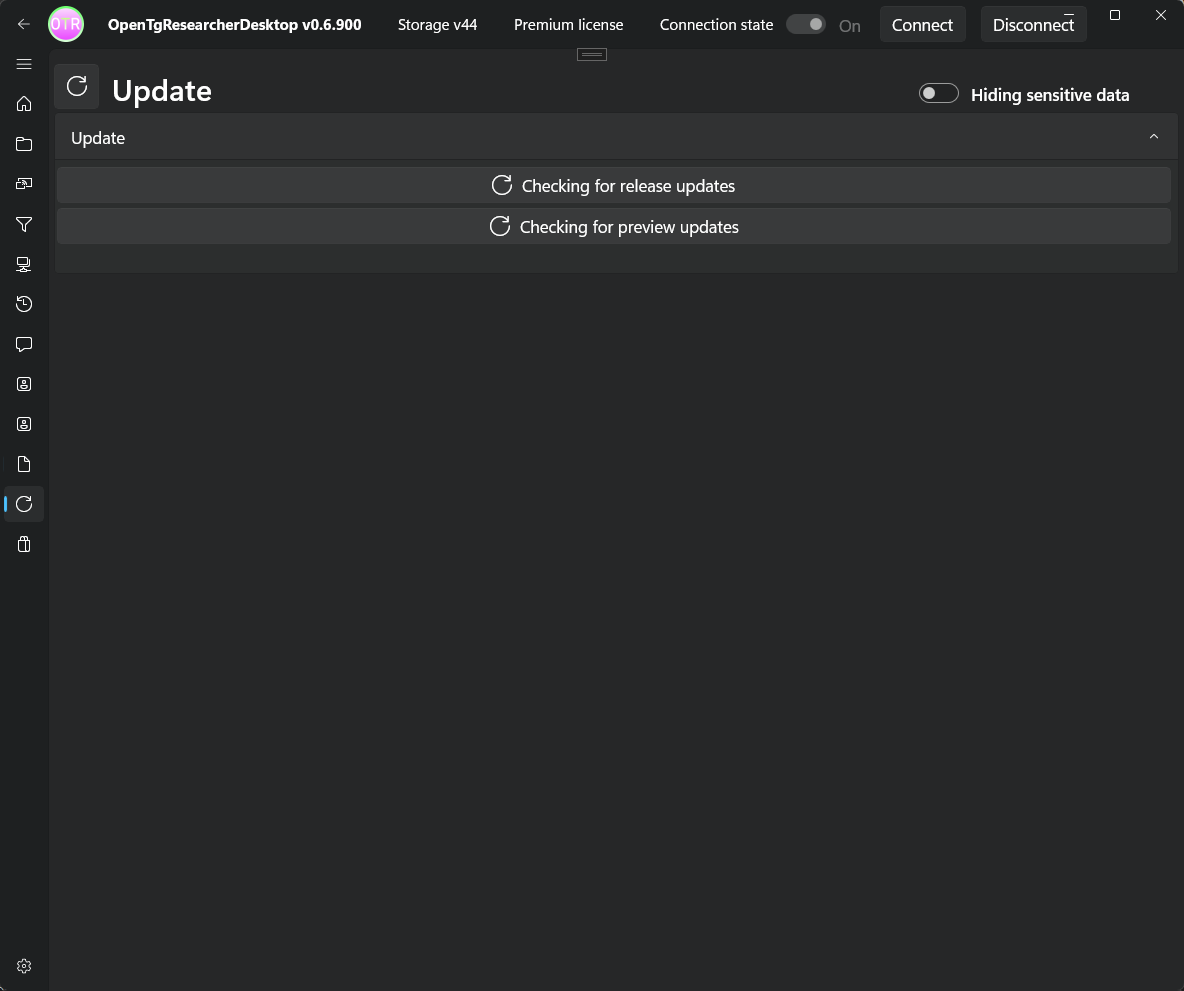 OTR OpenTgResearcherDesktop v0.6.900 Storage v44 Premium license Connection state On Connect Disconnect
Update Hiding sensitive data
Update
Checking for release updates
Checking for preview updates